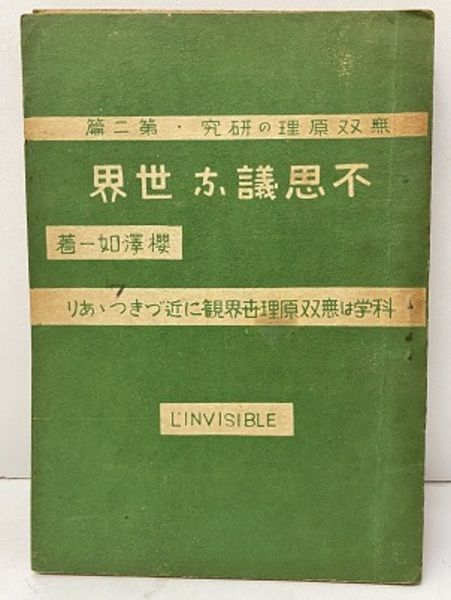 無双原理の研究・第二篇
不思議な世界
櫻澤如一著
科学は無双原理世界観に近づきつゝあり
L'INVISIBLE